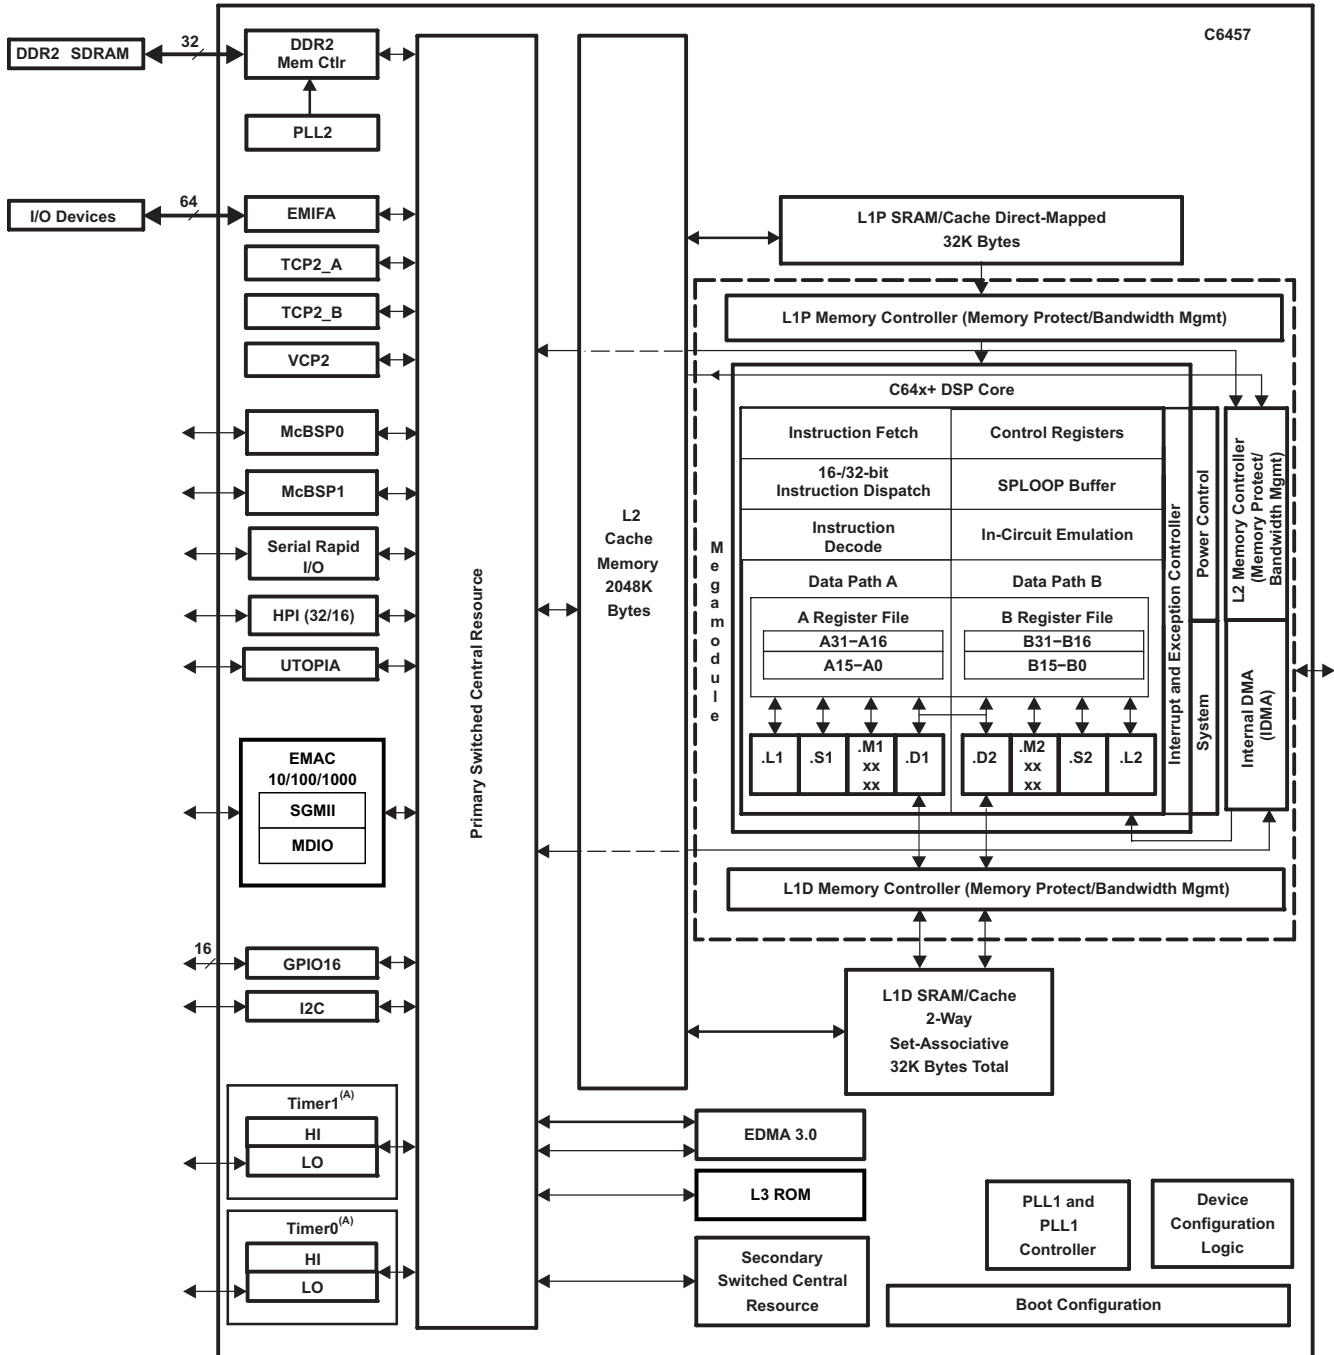 C6457
DDR2 SDRAM
32
DDR2
Mem Ctlr
PLL2
I/O Devices
64
EMIFA
TCP2_A
TCP2_B
VCP2
McBSP0
McBSP1
Serial Rapid
I/O
HPI (32/16)
UTOPIA
EMAC
10/100/1000
SGMII
MDIO
16
GPIO16
I2C
Timer1(A)
HI
LO
Timer0(A)
HI
LO
Primary Switched Central Resource
L2
Cache
Memory
2048K
Bytes
L1P SRAM/Cache Direct-Mapped
32K Bytes
L1P Memory Controller (Memory Protect/Bandwidth Mgmt)
Megamodule
C64x+ DSP Core
Instruction Fetch
Control Registers
16-/32-bit
Instruction Dispatch
SPLOOP Buffer
Instruction
Decode
In-Circuit Emulation
Data Path A
Data Path B
A Register File
B Register File
A31−A16
B31−B16
A15−A0
B15−B0
.L1
.S1
.M1
xx
xx
.D1
.D2
.M2
xx
xx
.S2
.L2
Interrupt and Exception Controller
Power Control
System
L2 Memory Controller
(Memory Protect/
Bandwidth Mgmt)
Internal DMA
(IDMA)
L1D Memory Controller (Memory Protect/Bandwidth Mgmt)
L1D SRAM/Cache
2-Way
Set-Associative
32K Bytes Total
EDMA 3.0
L3 ROM
Secondary
Switched Central
Resource
PLL1 and
PLL1
Controller
Device
Configuration
Logic
Boot Configuration